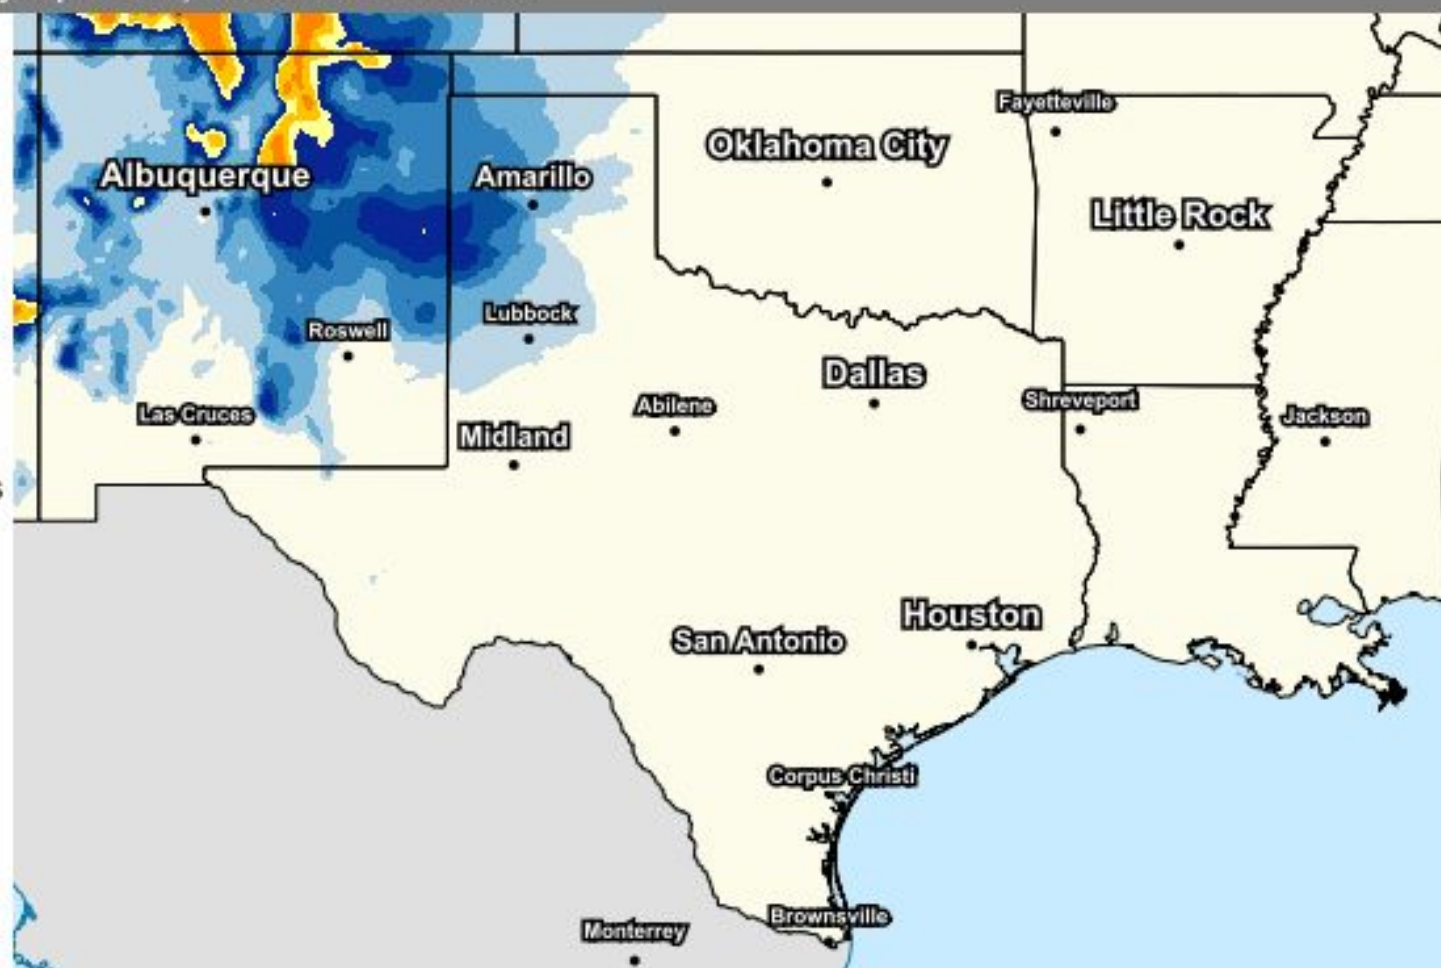 Fayetteville
Oklahoma City
Albuquerque
Amarillo
Little Rock
Lubbock
Roswell
Dallas
Las Cruces
Abilene
Shreveport
Jackson
Midland
Houston
San Antonio
Corpus Christi
Brownsville
Monterrey